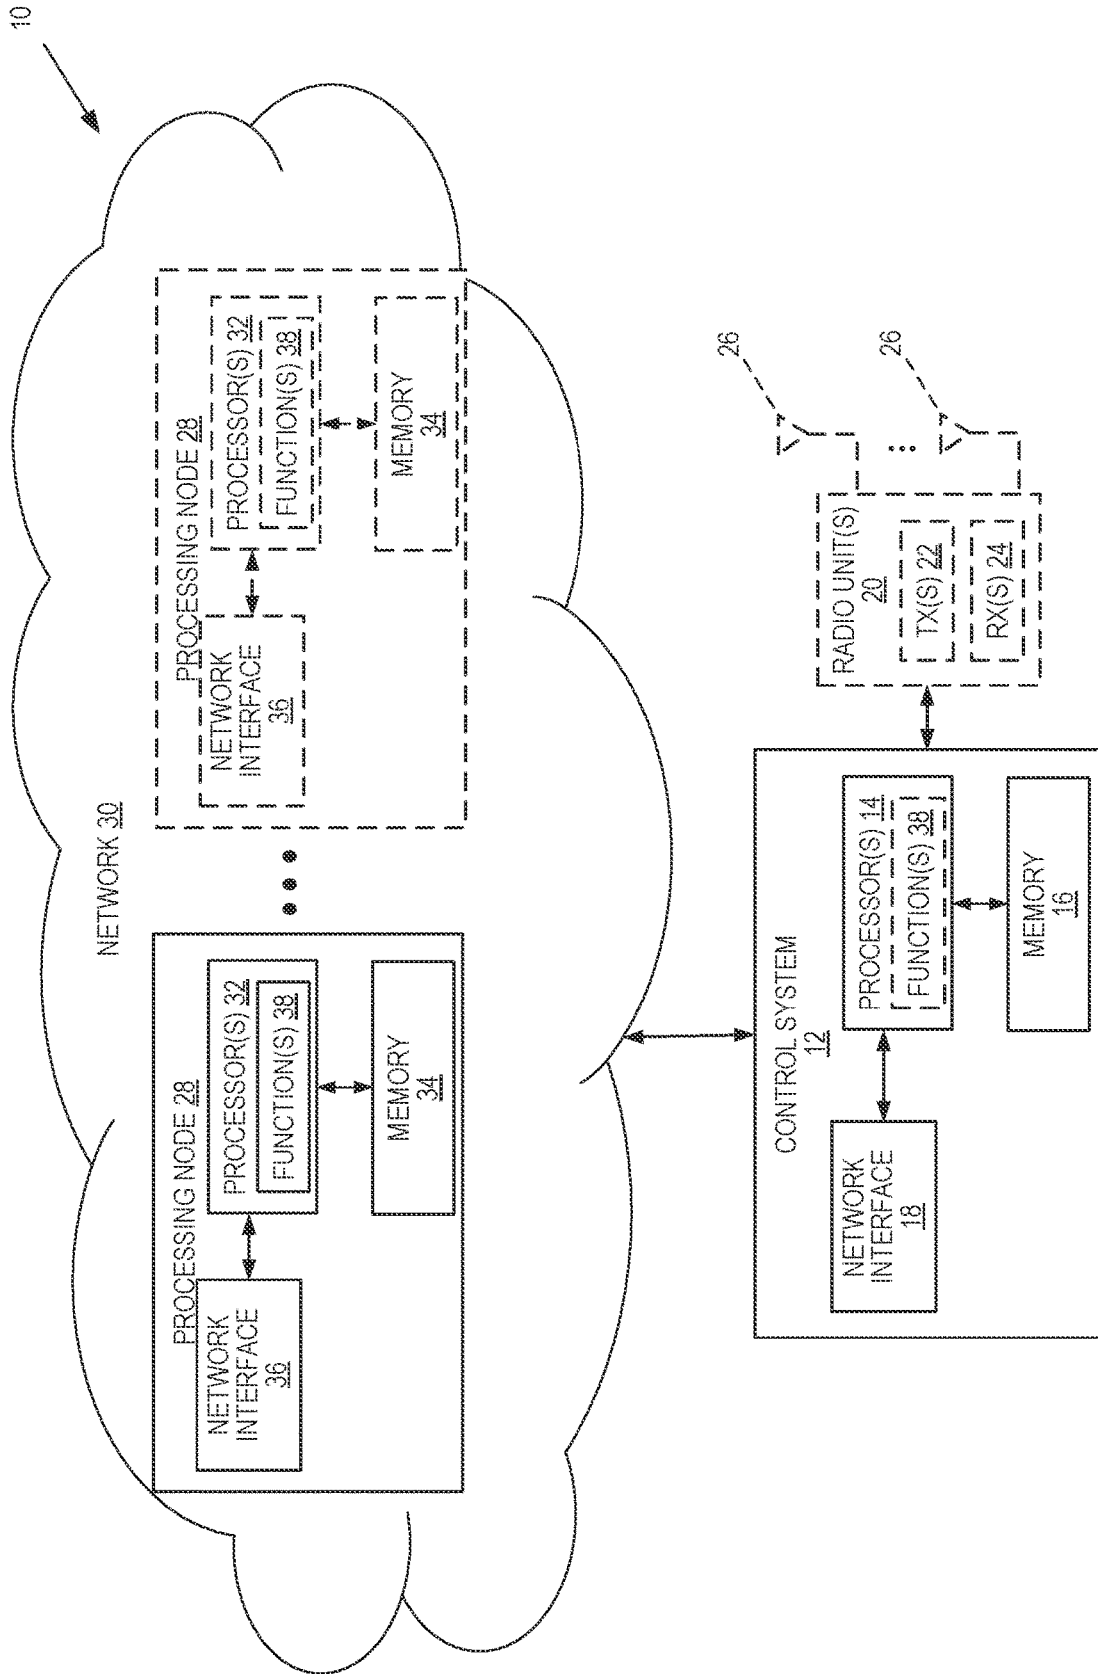 10
NETWORK 30
PROCESSING NODE 28
NETWORK
INTERFACE
36
PROCESSOR(S) 32
FUNCTION(S) 38
MEMORY
34
PROCESSING NODE 28
NETWORK
INTERFACE
36
PROCESSOR(S) 32
FUNCTION(S) 38
MEMORY
34
CONTROL SYSTEM
12
NETWORK
INTERFACE
18
PROCESSOR(S) 14
FUNCTION(S) 38
MEMORY
16
RADIO UNIT(S)
20
TX(S) 22
RX(S) 24
26
26